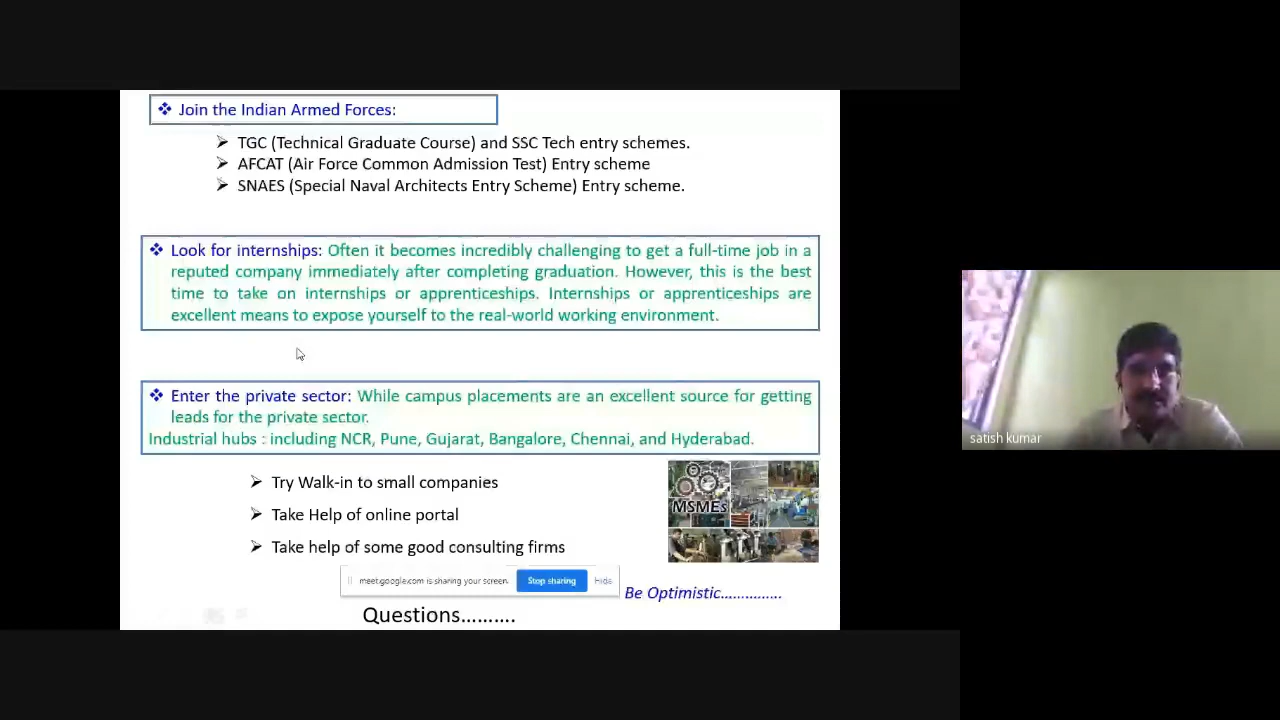 ❖ Join the Indian Armed Forces:
➢ TGC (Technical Graduate Course) and SSC Tech entry schemes.
➢ AFCAT (Air Force Common Admission Test) Entry scheme
➢ SNAES (Special Naval Architects Entry Scheme) Entry scheme.
❖ Look for internships: Often it becomes incredibly challenging to get a full-time job in a
reputed company immediately after completing graduation. However, this is the best
time to take on internships or apprenticeships. Internships or apprenticeships are
excellent means to expose yourself to the real-world working environment.
❖ Enter the private sector: While campus placements are an excellent source for getting
leads for the private sector.
Industrial hubs : including NCR, Pune, Gujarat, Bangalore, Chennai, and Hyderabad.
➢ Try Walk-in to small companies
➢ Take Help of online portal
➢ Take help of some good consulting firms
MSMEs
meet.google.com is sharing your screen.
Stop sharing
Hide
Be Optimistic..............
Questions..........
satish kumar